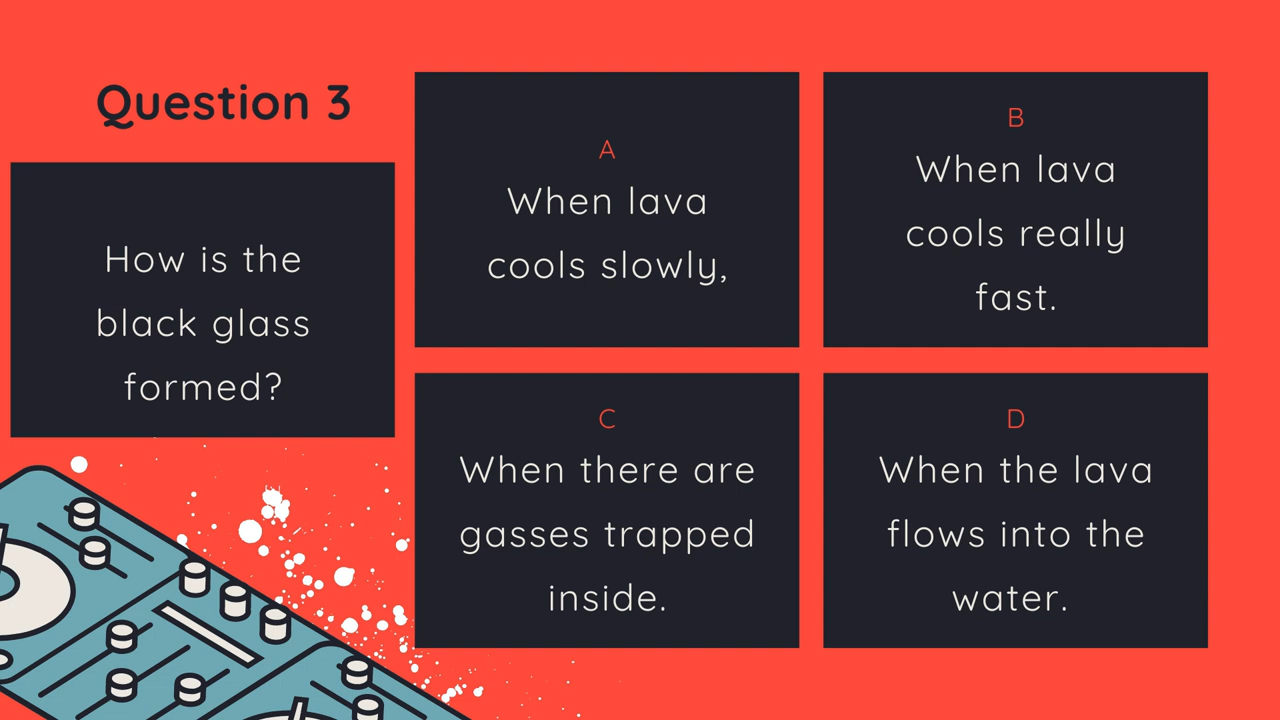 Question 3
How is the
black glass
formed?
A
When lava
cools slowly,
B
When lava
cools really
fast.
C
When there are
gasses trapped
inside.
D
When the lava
flows into the
water.